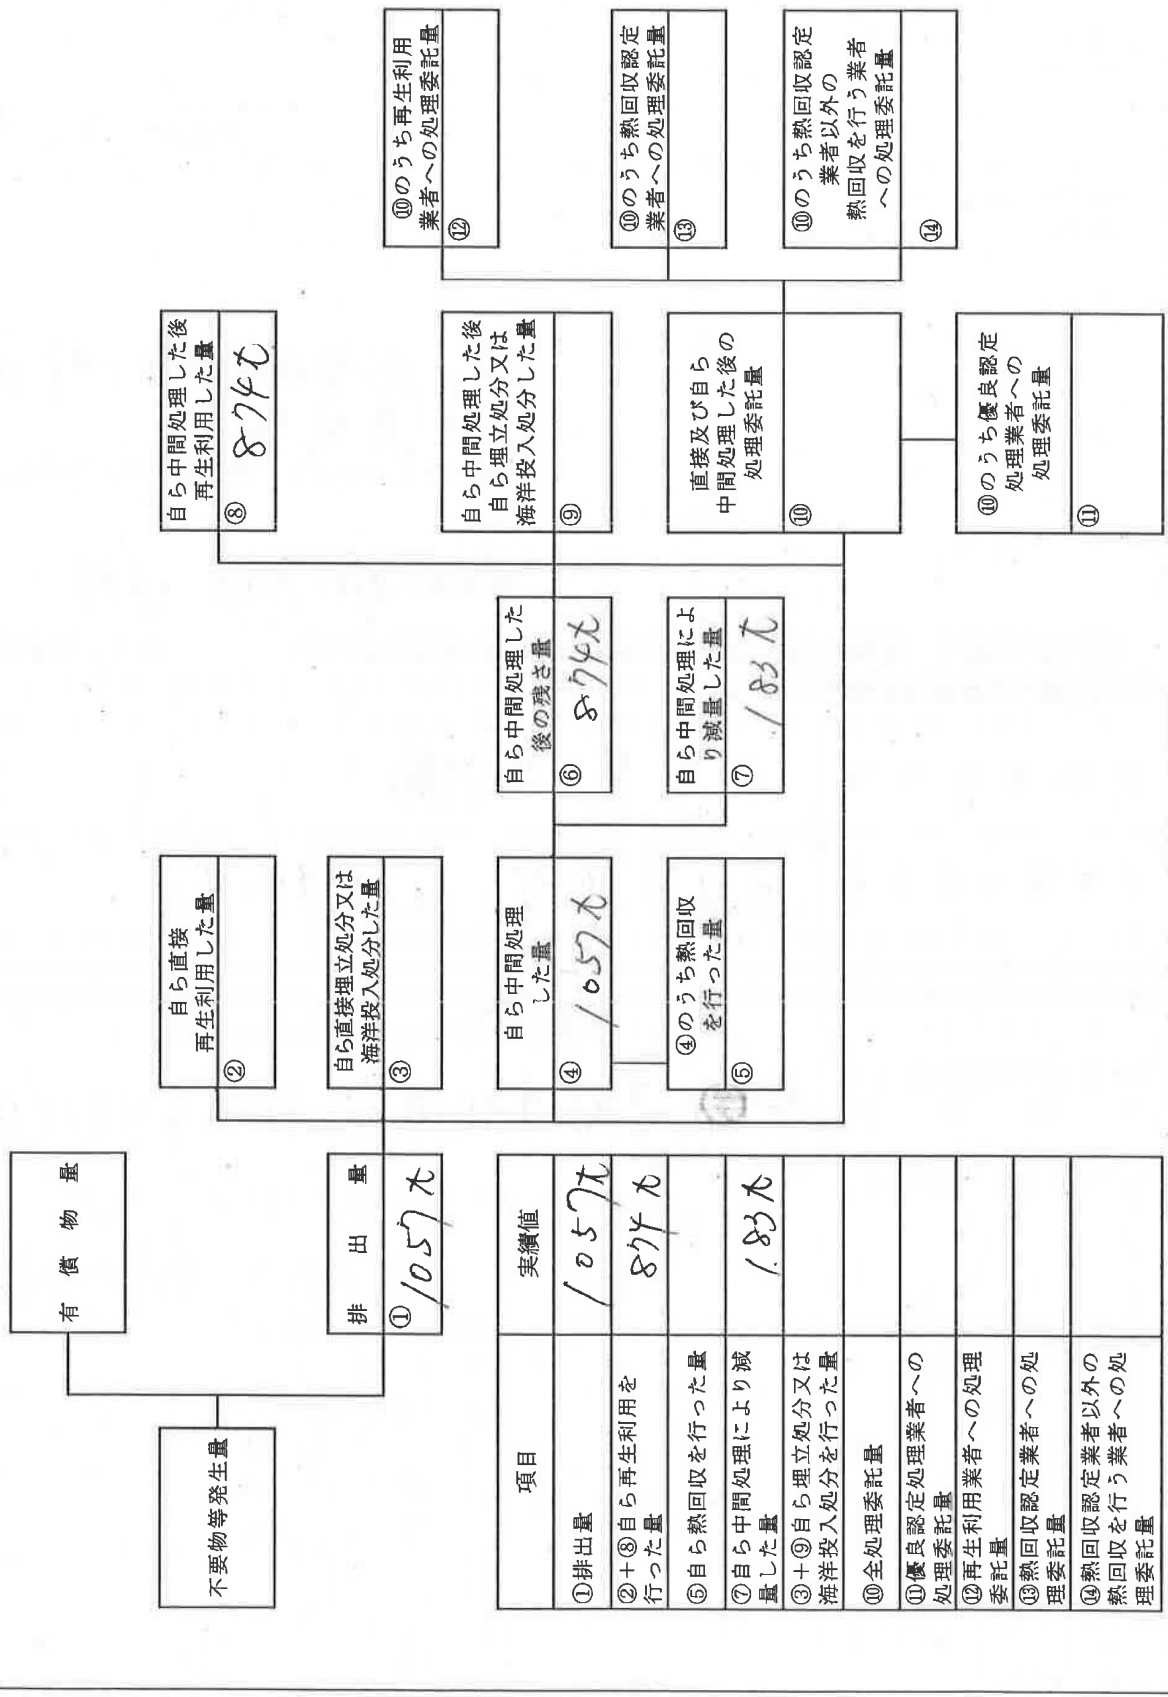 不要物等発生量
有 償 物 量
排 出 量
① 1057t
自ら直接
再生利用した量
②
自ら直接埋立処分又は
海洋投入処分した量
③
自ら中間処理
した量
④ 1057t
④のうち熱回収
を行った量
⑤
自ら中間処理した
後の残さ量
⑥ 874t
自ら中間処理によ
り減量した量
⑦ 183t
自ら中間処理した後
再生利用した量
⑧ 874t
自ら中間処理した後
自ら埋立処分又は
海洋投入処分した量
⑨
直接及び自ら
中間処理した後の
処理委託量
⑩
⑩のうち優良認定
処理業者への
処理委託量
⑪
⑩のうち再生利用
業者への処理委託量
⑫
⑩のうち熱回収認定
業者への処理委託量
⑬
⑩のうち熱回収認定
業者以外の
熱回収を行う業者
への処理委託量
⑭
項目 実績値
①排出量 1057t
②+⑧自ら再生利用を
行った量 874t
⑤自ら熱回収を行った量
⑦自ら中間処理により減
量した量 183t
③+⑨自ら埋立処分又は
海洋投入処分を行った量
⑩全処理委託量
⑪優良認定処理業者への
処理委託量
⑫再生利用業者への処理
委託量
⑬熱回収認定業者への処
理委託量
⑭熱回収認定業者以外の
熱回収を行う業者への処
理委託量